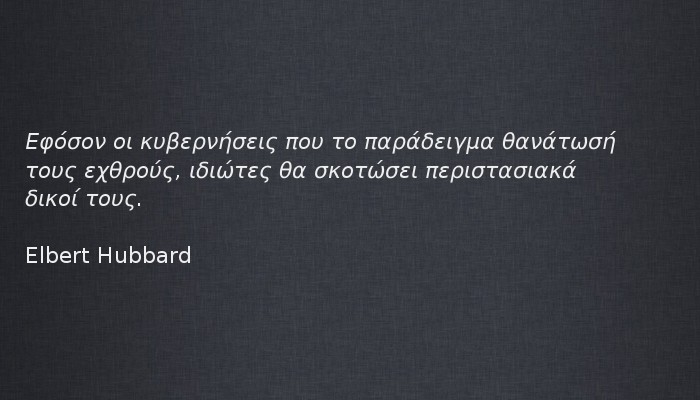 Εφόσον οι κυβερνήσεις που το παράδειγμα θανάτωσή
τους εχθρούς, ιδιώτες θα σκοτώσει περιστασιακά
δικοί τους.
Elbert Hubbard